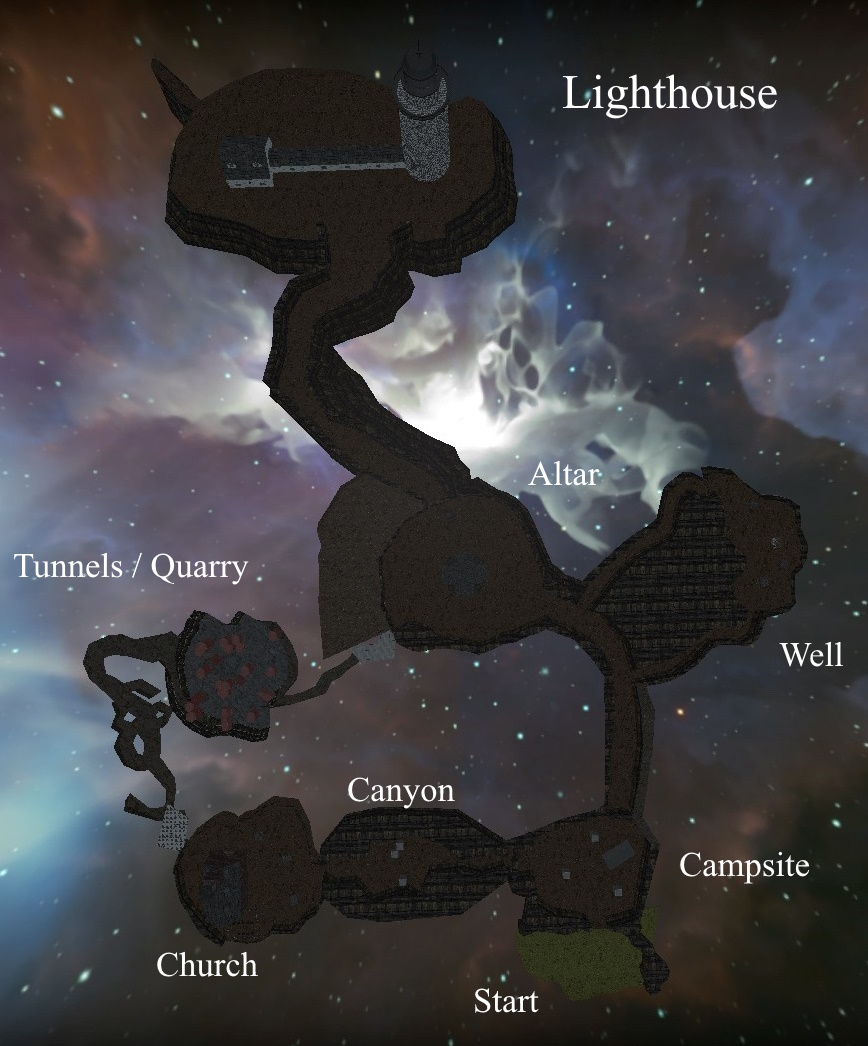 Lighthouse
Altar
Tunnels / Quarry
Well
Canyon
Campsite
Church
Start